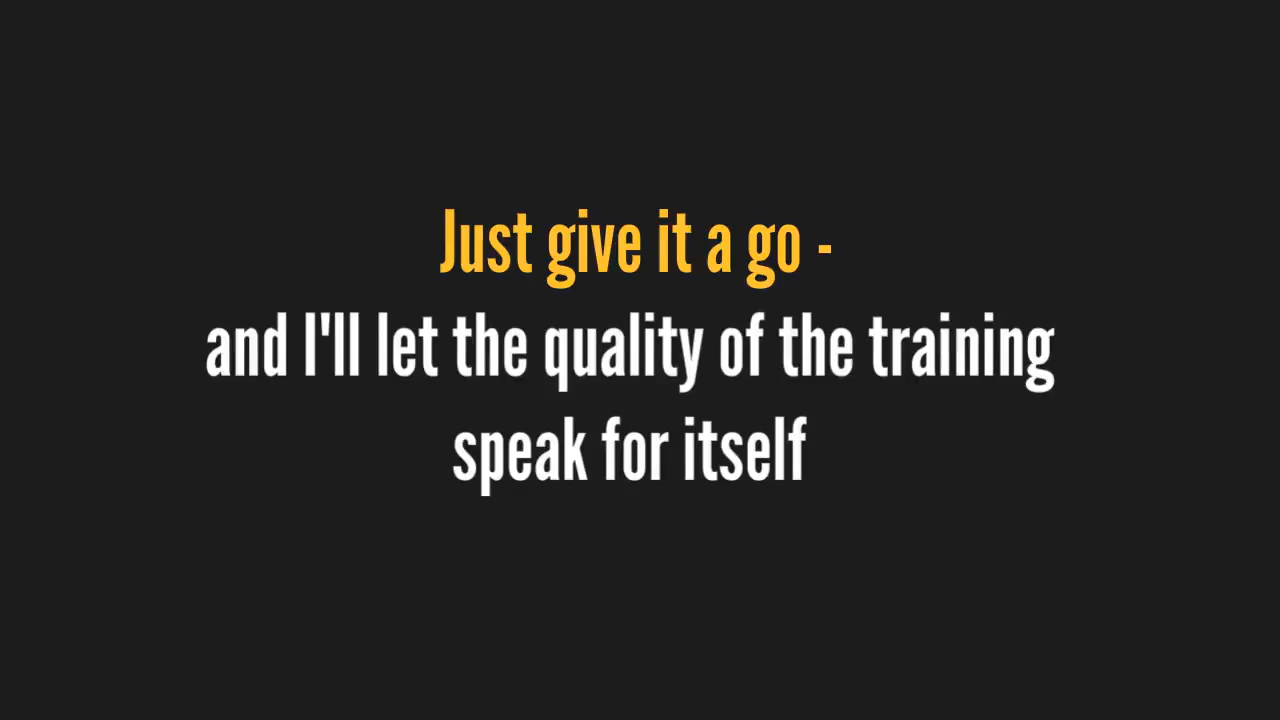 Just give it a go -
and I'll let the quality of the training
speak for itself